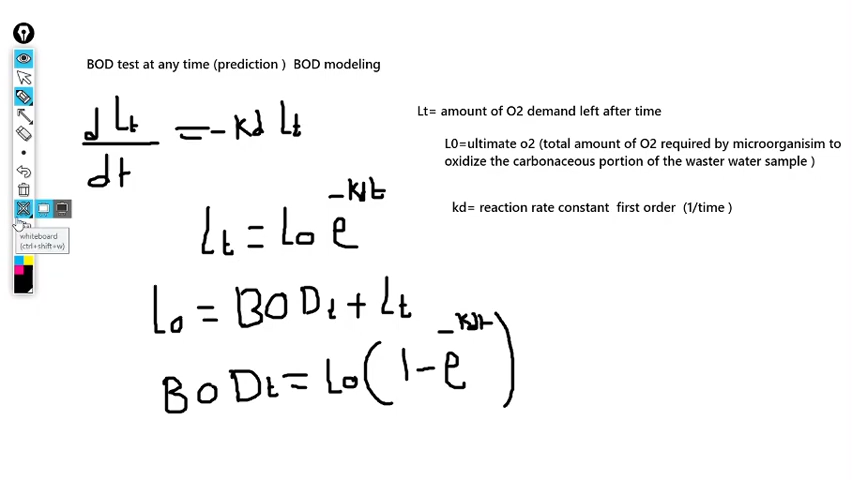 BOD test at any time (prediction ) BOD modeling
dLt/dt = -Kd Lt
Lt= amount of O2 demand left after time
L0=ultimate o2 (total amount of O2 required by microorganisim to
oxidize the carbonaceous portion of the waster water sample )
kd= reaction rate constant first order (1/time )
Lt = Lo e^-Kdt
whiteboard
(ctrl+shift+w)
Lo = BODt + Lt
BODt = Lo(1-e^-Kdt)